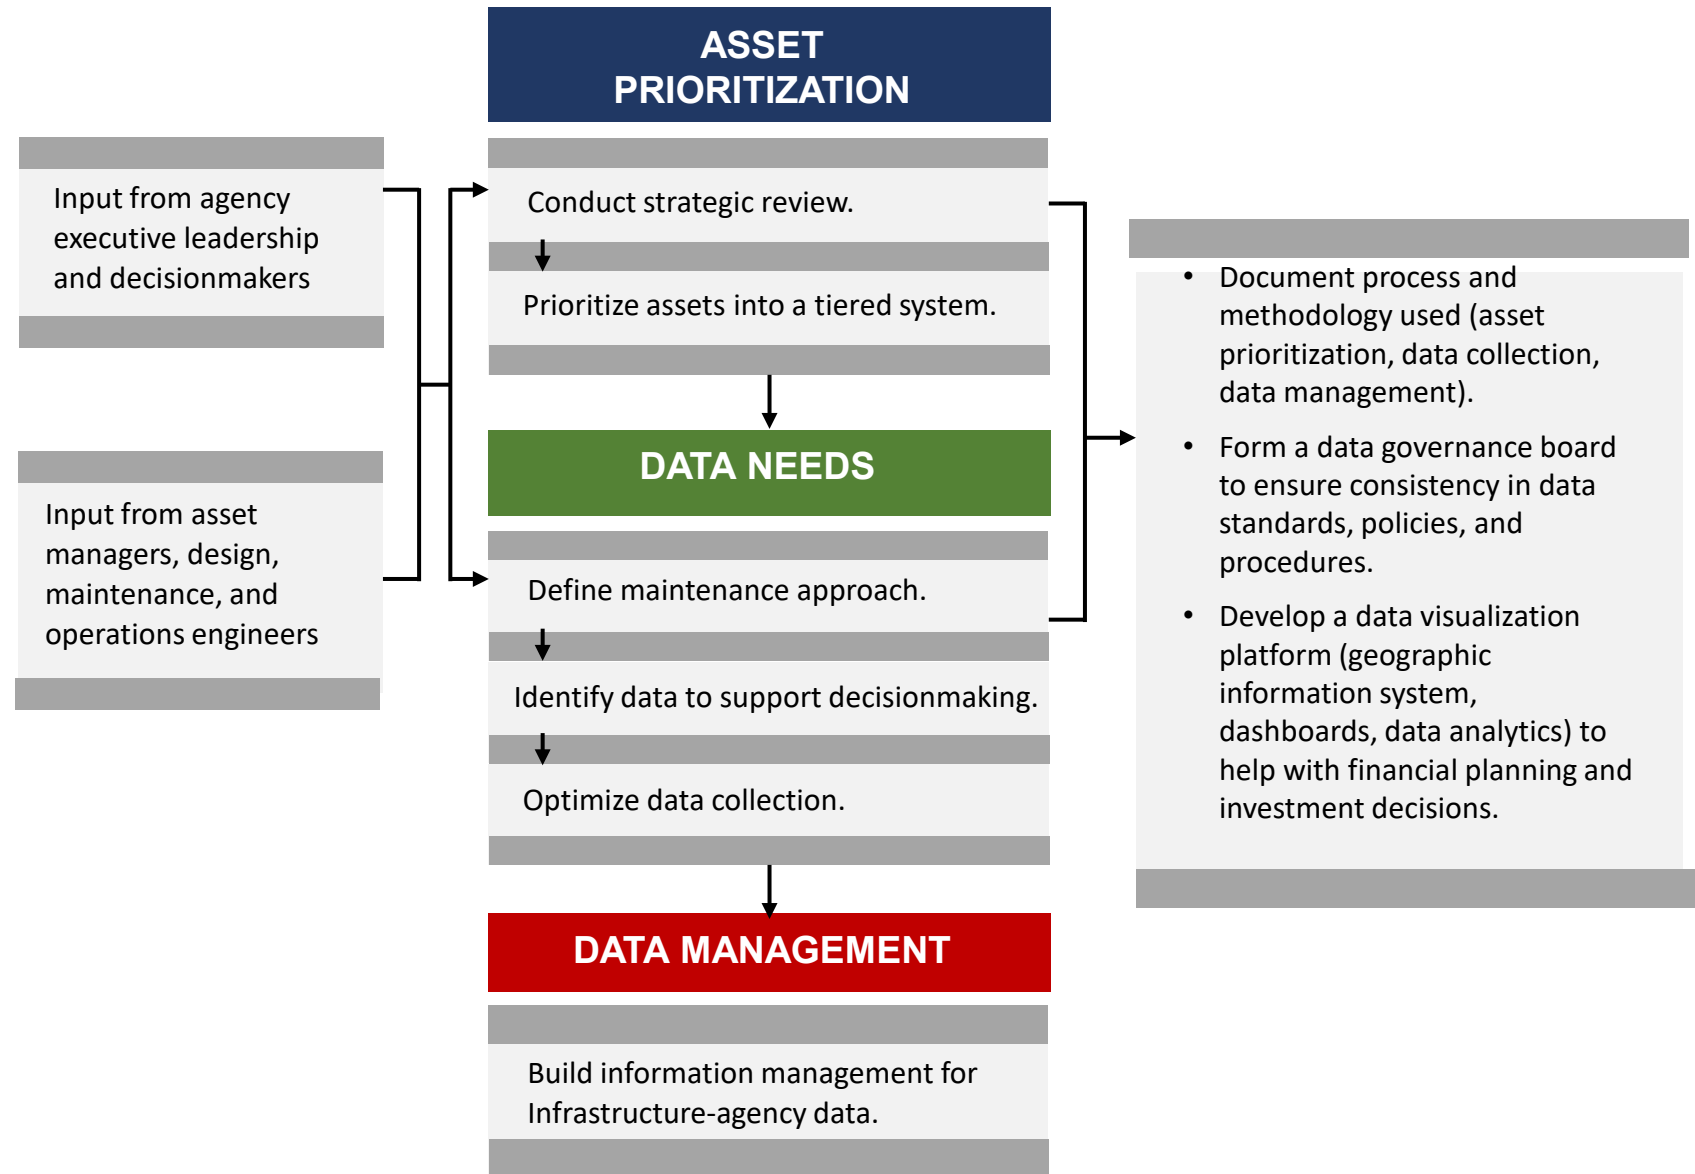 ASSET
PRIORITIZATION
Input from agency
executive leadership
and decisionmakers
Input from asset
managers, design,
maintenance, and
operations engineers
Conduct strategic review.
Prioritize assets into a tiered system.
DATA NEEDS
Define maintenance approach.
Identify data to support decisionmaking.
Optimize data collection.
DATA MANAGEMENT
Build information management for
Infrastructure-agency data.
• Document process and
methodology used (asset
prioritization, data collection,
data management).
• Form a data governance board
to ensure consistency in data
standards, policies, and
procedures.
• Develop a data visualization
platform (geographic
information system,
dashboards, data analytics) to
help with financial planning and
investment decisions.